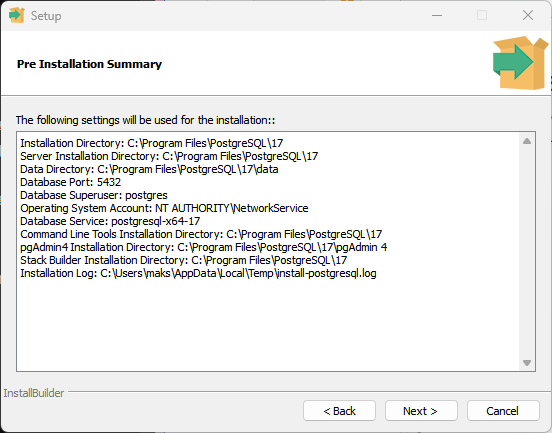 Setup
Pre Installation Summary
The following settings will be used for the installation::
Installation Directory: C:\Program Files\PostgreSQL\17
Server Installation Directory: C:\Program Files\PostgreSQL\17
Data Directory: C:\Program Files\PostgreSQL\17\data
Database Port: 5432
Database Superuser: postgres
Operating System Account: NT AUTHORITY\NetworkService
Database Service: postgresql-x64-17
Command Line Tools Installation Directory: C:\Program Files\PostgreSQL\17
pgAdmin4 Installation Directory: C:\Program Files\PostgreSQL\17\pgAdmin 4
Stack Builder Installation Directory: C:\Program Files\PostgreSQL\17
Installation Log: C:\Users\maks\AppData\Local\Temp\install-postgresql.log
InstallBuilder
< Back
Next >
Cancel